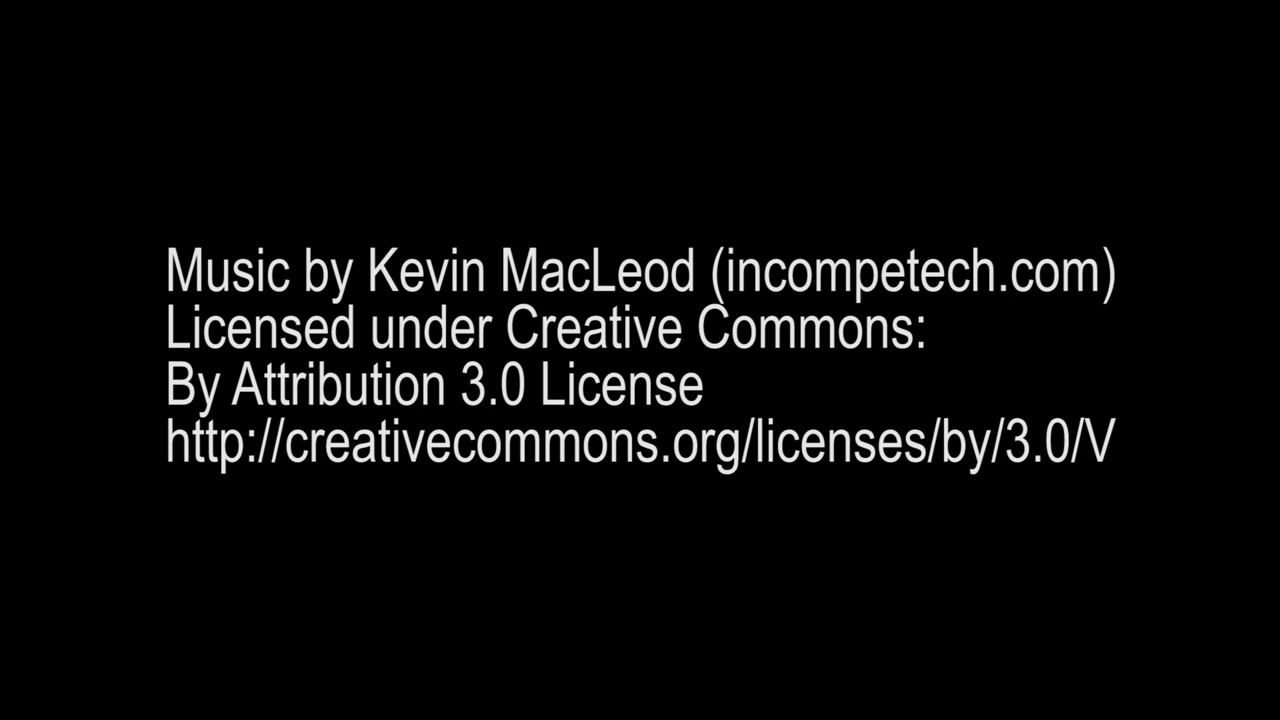 Music by Kevin MacLeod (incompetech.com)
Licensed under Creative Commons:
By Attribution 3.0 License
http://creativecommons.org/licenses/by/3.0/V